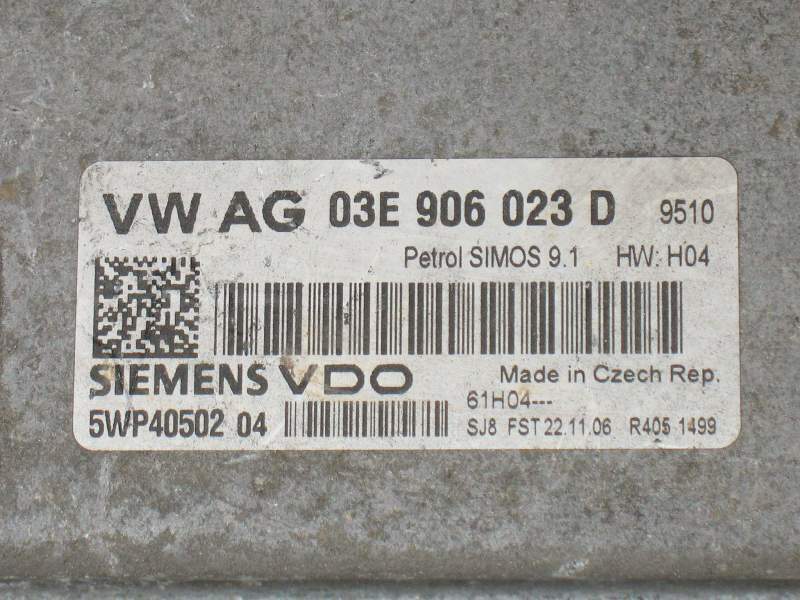 VW AG 03E 906 023 D 9510
Petrol SIMOS 9.1 HW: H04
SIEMENS VDO Made in Czech Rep.
61H04---
5WP40502 04 SJ8 FST 22.11.06 R405 1499